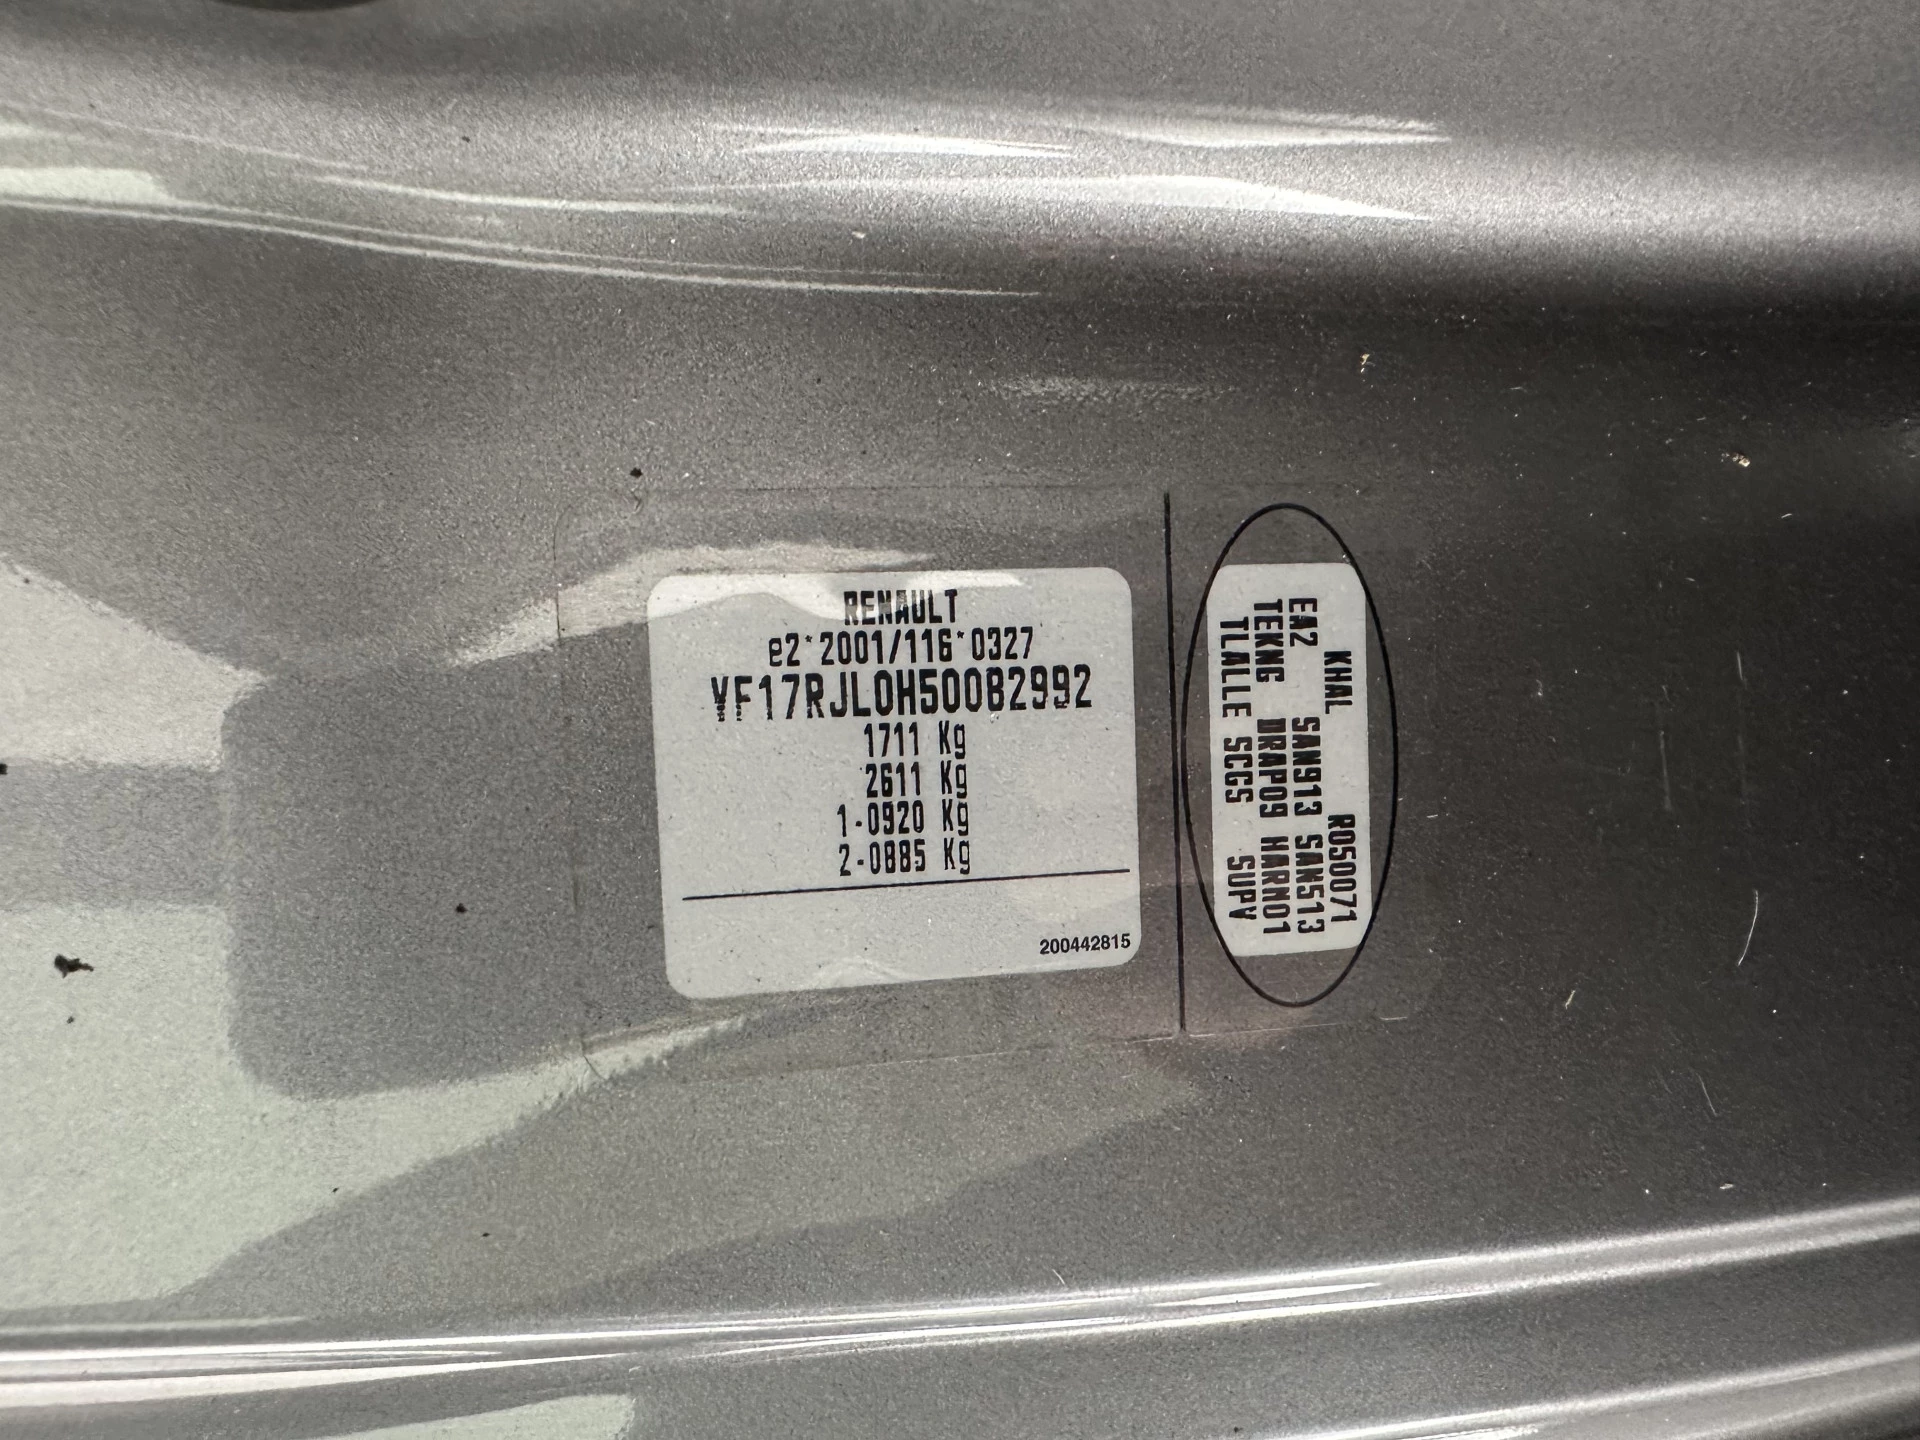 RENAULT
e2*2001/116*0327
VF17RJL0H50082992
1711 Kg
2611 Kg
1-0920 Kg
2-0885 Kg
200442815
KHAL R050071
EA2 SAN913 SAN513
TEKNG DRAP09 HARN01
TLALLE SCGS SUPV